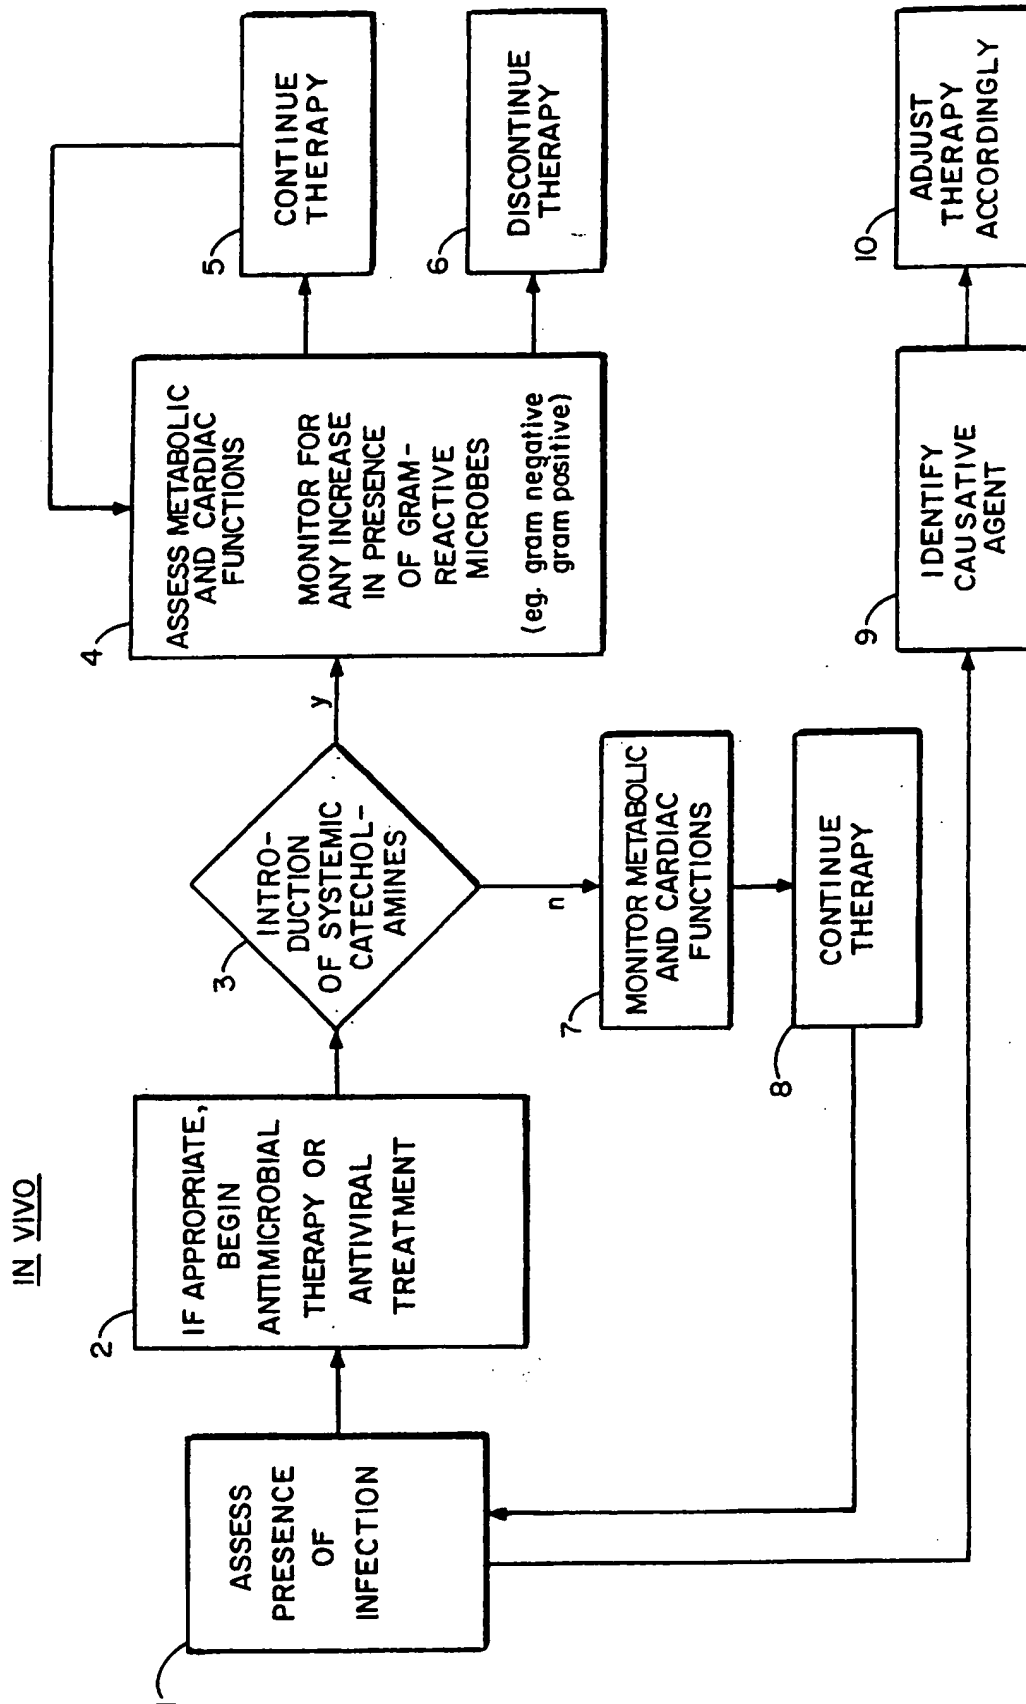 IN VIVO
1
ASSESS
PRESENCE
OF
INFECTION
2
IF APPROPRIATE,
BEGIN
ANTIMICROBIAL
THERAPY OR
ANTIVIRAL
TREATMENT
3
INTRO-
DUCTION
OF SYSTEMIC
CATECHOL-
AMINES
y
n
4
ASSESS METABOLIC
AND CARDIAC
FUNCTIONS
MONITOR FOR
ANY INCREASE
IN PRESENCE
OF GRAM-
REACTIVE
MICROBES
(eg. gram negative
gram positive)
5
CONTINUE
THERAPY
6
DISCONTINUE
THERAPY
7
MONITOR METABOLIC
AND CARDIAC
FUNCTIONS
8
CONTINUE
THERAPY
9
IDENTIFY
CAUSATIVE
AGENT
10
ADJUST
THERAPY
ACCORDINGLY